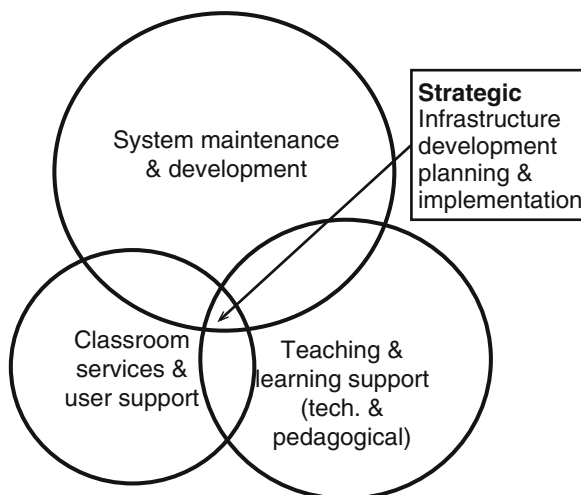 System maintenance
& development
Strategic
Infrastructure
development
planning &
implementation
Classroom
services &
user support
Teaching &
learning support
(tech. &
pedagogical)